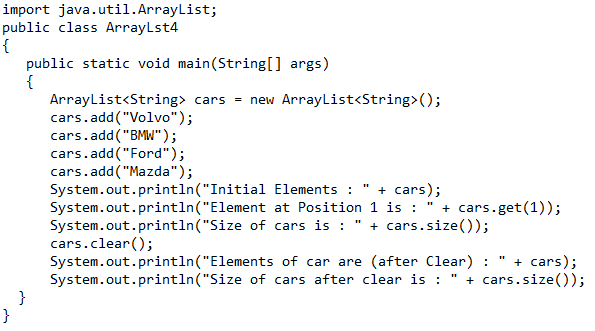 import java.util.ArrayList;
public class ArrayLst4
{
   public static void main(String[] args)
   {
      ArrayList<String> cars = new ArrayList<String>();
      cars.add("Volvo");
      cars.add("BMW");
      cars.add("Ford");
      cars.add("Mazda");
      System.out.println("Initial Elements : " + cars);
      System.out.println("Element at Position 1 is : " + cars.get(1));
      System.out.println("Size of cars is : " + cars.size());
      cars.clear();
      System.out.println("Elements of car are (after Clear) : " + cars);
      System.out.println("Size of cars after clear is : " + cars.size());
  }
}